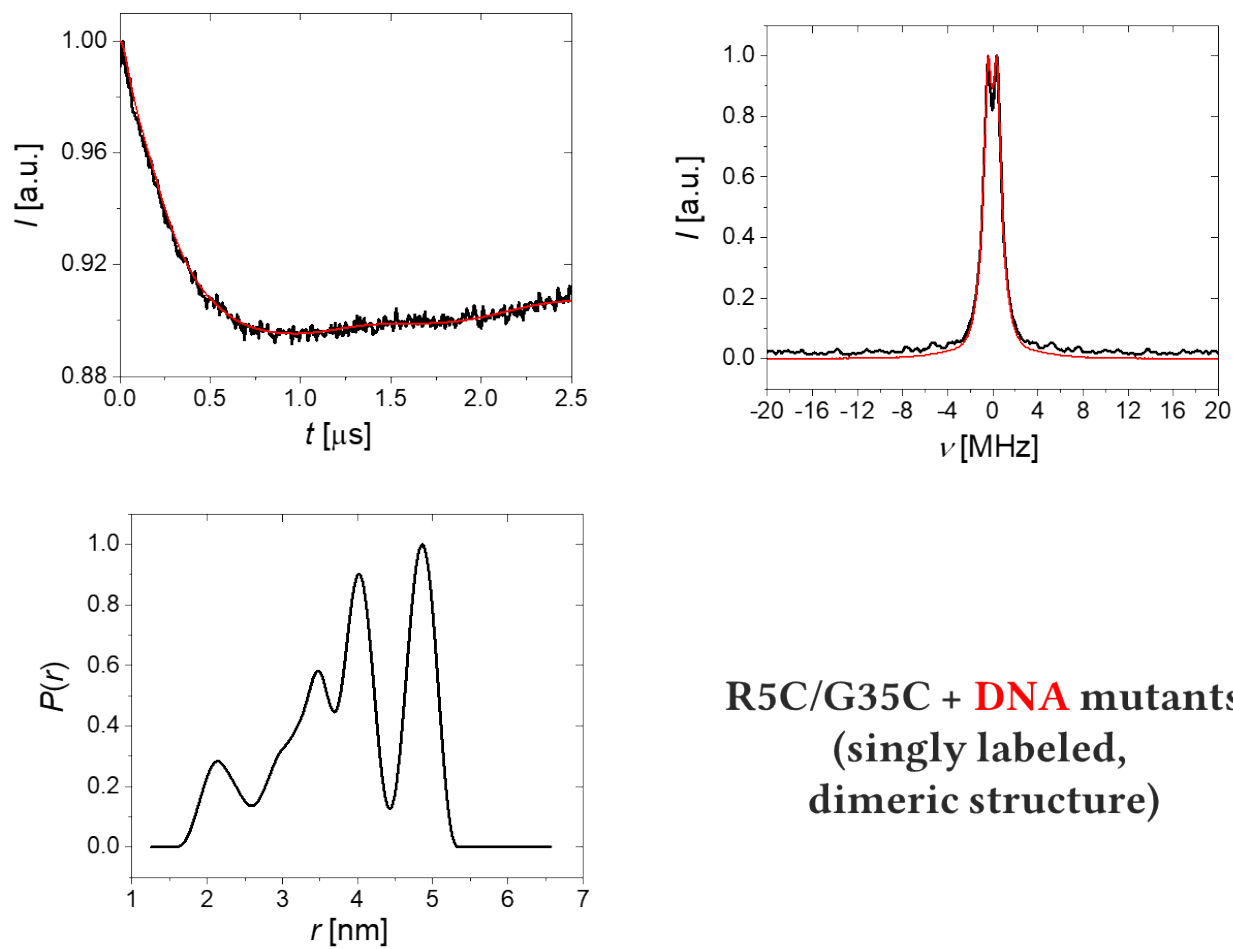 1.00
0.96
0.92
0.88
I [a.u.]
0.0 0.5 1.0 1.5 2.0 2.5
t [μs]
1.0
0.8
0.6
0.4
0.2
0.0
I [a.u.]
-20 -16 -12 -8 -4 0 4 8 12 16 20
ν [MHz]
1.0
0.8
0.6
0.4
0.2
0.0
P(r)
1 2 3 4 5 6 7
r [nm]
R5C/G35C + DNA mutants
(singly labeled,
dimeric structure)